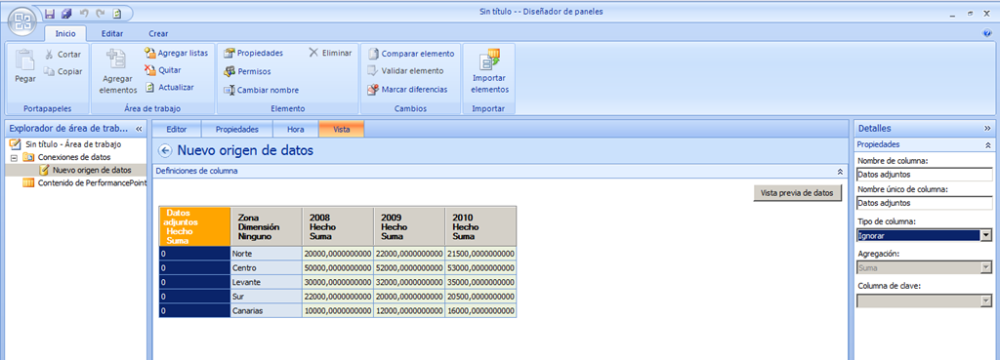 Sin título -- Diseñador de paneles
Inicio Editar Crear
Pegar
Cortar
Copiar
Portapapeles
Agregar elementos
Agregar listas
Quitar
Actualizar
Área de trabajo
Propiedades
Permisos
Cambiar nombre
Eliminar
Elemento
Comparar elemento
Validar elemento
Marcar diferencias
Cambios
Importar elementos
Importar
Explorador de área de trab... «
Sin título - Área de trabajo
Conexiones de datos
Nuevo origen de datos
Contenido de PerformancePoint
Editor Propiedades Hora Vista
Nuevo origen de datos
Definiciones de columna
Vista previa de datos
Datos adjuntos Hecho Suma Zona Dimensión Ninguno 2008 Hecho Suma 2009 Hecho Suma 2010 Hecho Suma
0 Norte 20000,0000000000 22000,0000000000 21500,0000000000
0 Centro 50000,0000000000 52000,0000000000 53000,0000000000
0 Levante 30000,0000000000 32000,0000000000 35000,0000000000
0 Sur 22000,0000000000 20000,0000000000 20500,0000000000
0 Canarias 10000,0000000000 12000,0000000000 16000,0000000000
Detalles »
Propiedades
Nombre de columna:
Datos adjuntos
Nombre único de columna:
Datos adjuntos
Tipo de columna:
Ignorar
Agregación:
Suma
Columna de clave: